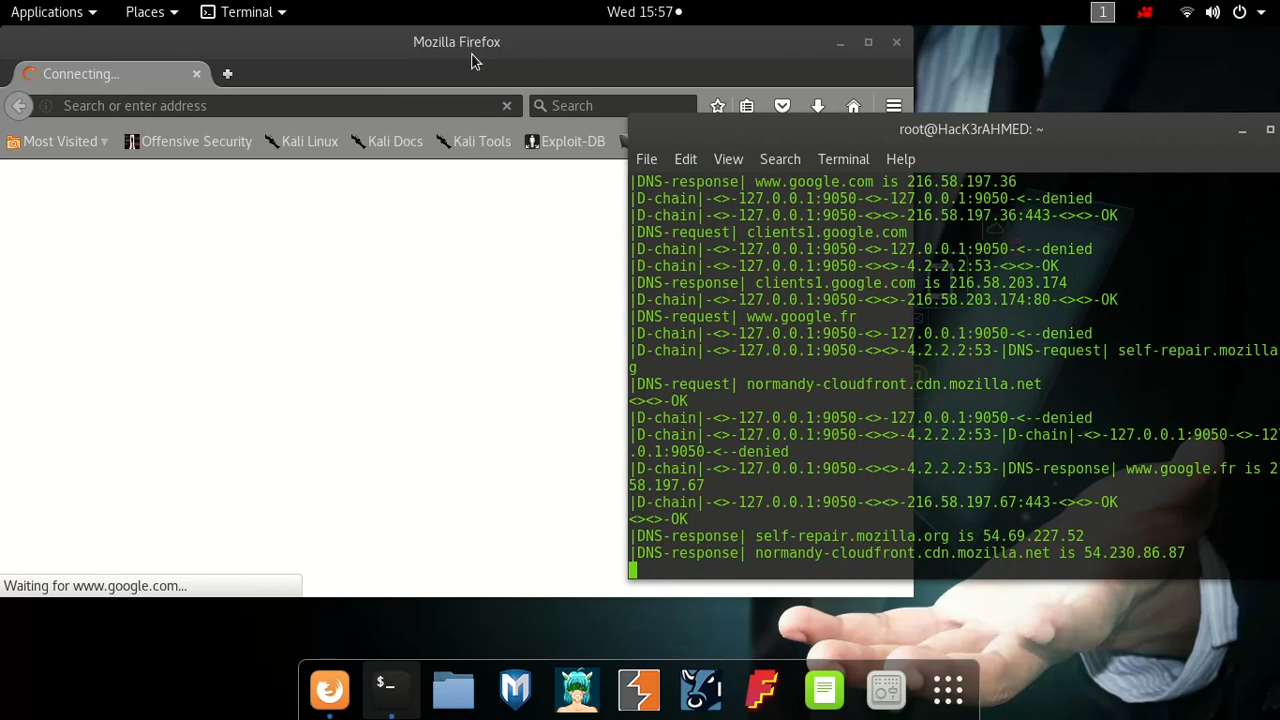 Applications Places Terminal Wed 15:57 1
Mozilla Firefox
Connecting...
Search or enter address Search
Most Visited Offensive Security Kali Linux Kali Docs Kali Tools Exploit-DB
root@HacK3rAHMED: ~
File Edit View Search Terminal Help
|DNS-response| www.google.com is 216.58.197.36
|D-chain|-<>-127.0.0.1:9050-<>-127.0.0.1:9050-<--denied
|D-chain|-<>-127.0.0.1:9050-<><>-216.58.197.36:443-<><>-OK
|DNS-request| clients1.google.com
|D-chain|-<>-127.0.0.1:9050-<>-127.0.0.1:9050-<--denied
|D-chain|-<>-127.0.0.1:9050-<><>-4.2.2.2:53-<><>-OK
|DNS-response| clients1.google.com is 216.58.203.174
|D-chain|-<>-127.0.0.1:9050-<><>-216.58.203.174:80-<><>-OK
|DNS-request| www.google.fr
|D-chain|-<>-127.0.0.1:9050-<>-127.0.0.1:9050-<--denied
|D-chain|-<>-127.0.0.1:9050-<><>-4.2.2.2:53-|DNS-request| self-repair.mozilla
g
|DNS-request| normandy-cloudfront.cdn.mozilla.net
<><>-OK
|D-chain|-<>-127.0.0.1:9050-<>-127.0.0.1:9050-<--denied
|D-chain|-<>-127.0.0.1:9050-<><>-4.2.2.2:53-|D-chain|-<>-127.0.0.1:9050-<>-127
.0.1:9050-<--denied
|D-chain|-<>-127.0.0.1:9050-<><>-4.2.2.2:53-|DNS-response| www.google.fr is 2
58.197.67
|D-chain|-<>-127.0.0.1:9050-<><>-216.58.197.67:443-<><>-OK
<><>-OK
|DNS-response| self-repair.mozilla.org is 54.69.227.52
|DNS-response| normandy-cloudfront.cdn.mozilla.net is 54.230.86.87
Waiting for www.google.com...